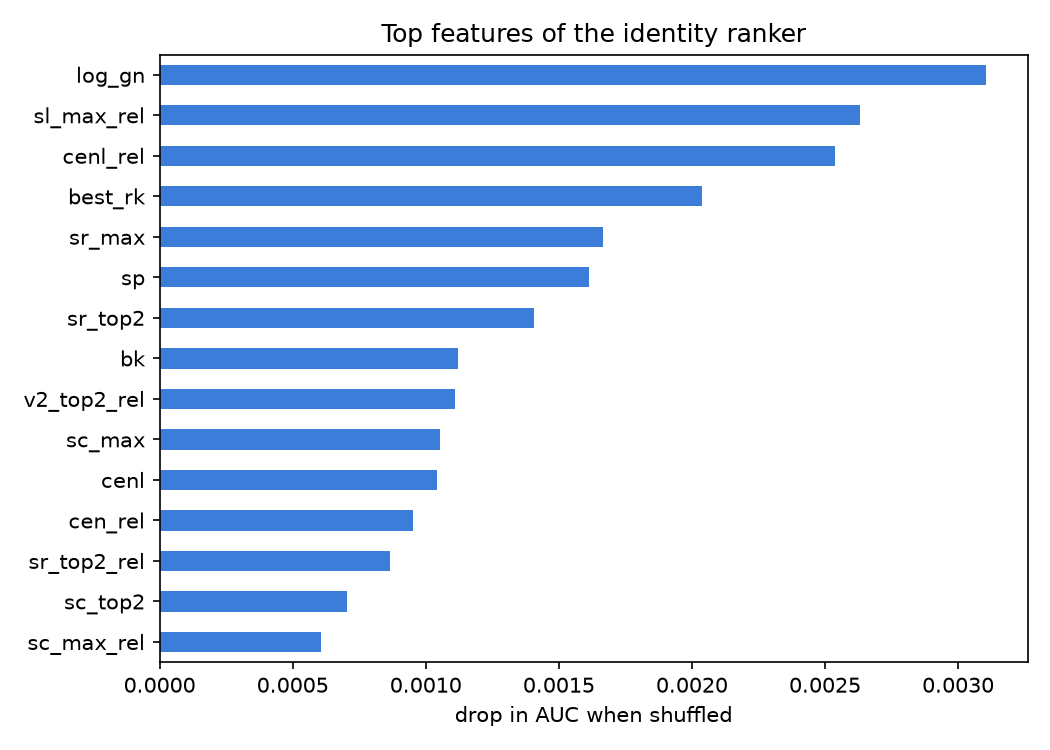 Top features of the identity ranker
log_gn
sl_max_rel
cenl_rel
best_rk
sr_max
sp
sr_top2
bk
v2_top2_rel
sc_max
cenl
cen_rel
sr_top2_rel
sc_top2
sc_max_rel
0.0000 0.0005 0.0010 0.0015 0.0020 0.0025 0.0030
drop in AUC when shuffled